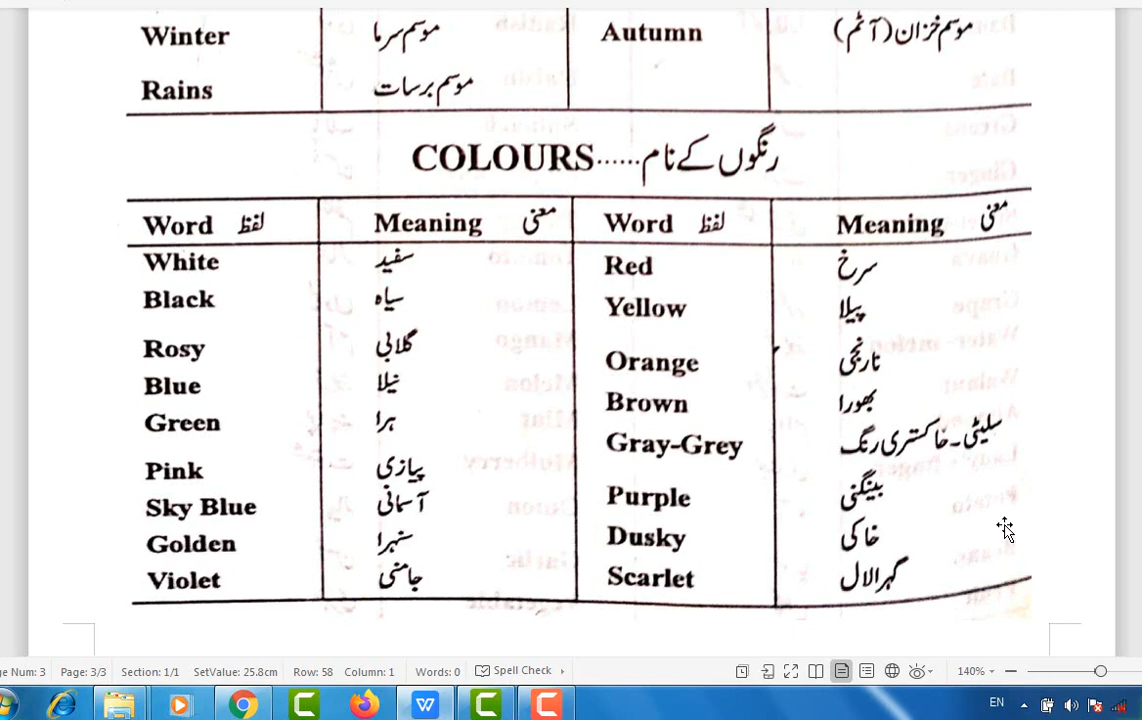 Winter موسم سرما Autumn موسم خزاں (آٹم)
Rains موسم برسات
COLOURS......رنگوں کے نام
Word لفظ Meaning معنی Word لفظ Meaning معنی
White سفید Red سرخ
Black سیاہ Yellow پیلا
Rosy گلابی Orange نارنجی
Blue نیلا Brown بھورا
Green ہرا Gray-Grey سلیٹی۔خاکستری رنگ
Pink پیازی Purple بینگنی
Sky Blue آسمانی Dusky خاکی
Golden سنہرا Scarlet گہرا لال
Violet جامنی
ge Num: 3 Page: 3/3 Section: 1/1 SetValue: 25.8cm Row: 58 Column: 1 Words: 0 Spell Check 140%
EN